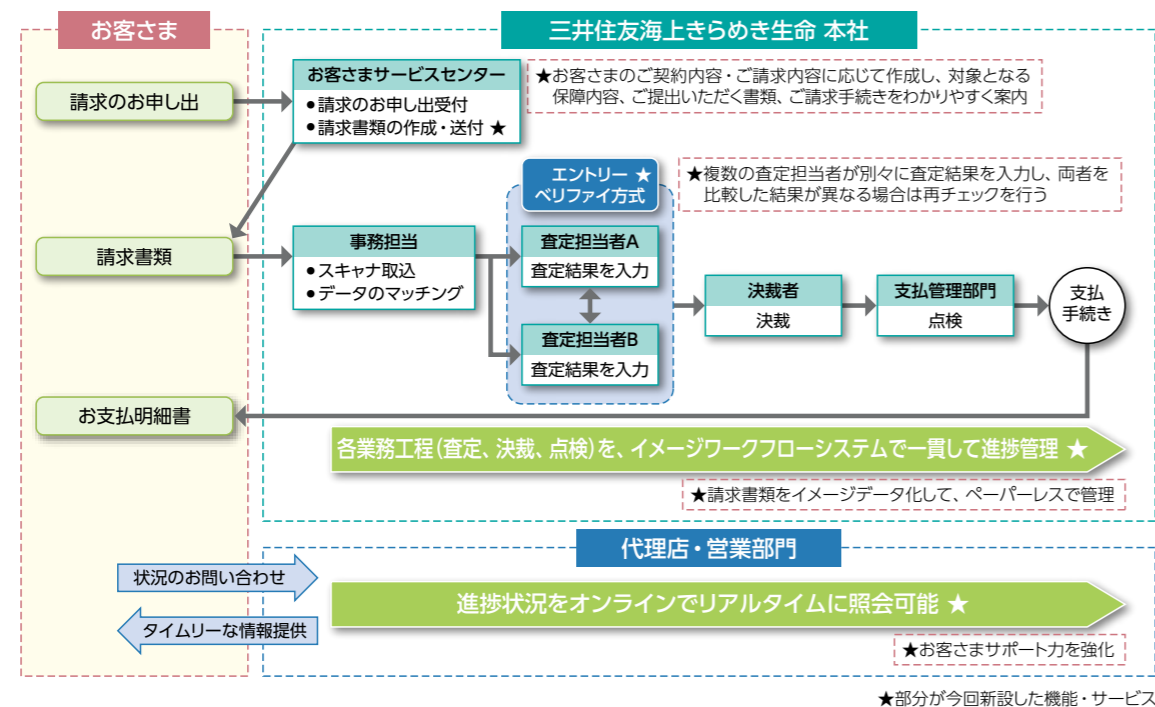 お客さま
三井住友海上きらめき生命 本社
請求のお申し出
お客さまサービスセンター
●請求のお申し出受付
●請求書類の作成・送付 ★
★お客さまのご契約内容・ご請求内容に応じて作成し、対象となる
保障内容、ご提出いただく書類、ご請求手続きをわかりやすく案内
エントリー ★
ベリファイ方式
★複数の査定担当者が別々に査定結果を入力し、両者を
比較した結果が異なる場合は再チェックを行う
請求書類
事務担当
●スキャナ取込
●データのマッチング
査定担当者A
査定結果を入力
査定担当者B
査定結果を入力
決裁者
決裁
支払管理部門
点検
支払
手続き
お支払明細書
各業務工程(査定、決裁、点検)を、イメージワークフローシステムで一貫して進捗管理 ★
★請求書類をイメージデータ化して、ペーパーレスで管理
代理店・営業部門
状況のお問い合わせ
タイムリーな情報提供
進捗状況をオンラインでリアルタイムに照会可能 ★
★お客さまサポート力を強化
★部分が今回新設した機能・サービス